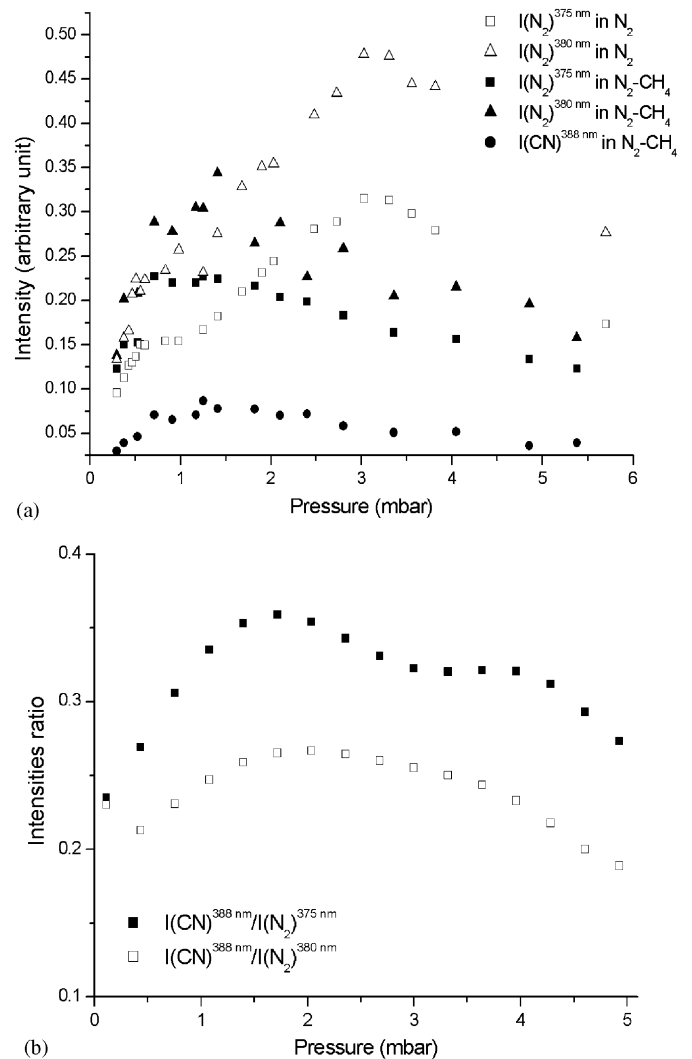 0.50
0.45
0.40
0.35
0.30
0.25
0.20
0.15
0.10
0.05
Intensity (arbitrary unit)
I(N₂)³⁷⁵ ⁿᵐ in N₂
I(N₂)³⁸⁰ ⁿᵐ in N₂
I(N₂)³⁷⁵ ⁿᵐ in N₂-CH₄
I(N₂)³⁸⁰ ⁿᵐ in N₂-CH₄
I(CN)³⁸⁸ ⁿᵐ in N₂-CH₄
0 1 2 3 4 5 6
Pressure (mbar)
(a)
0.4
0.3
0.2
0.1
Intensities ratio
I(CN)³⁸⁸ ⁿᵐ/I(N₂)³⁷⁵ ⁿᵐ
I(CN)³⁸⁸ ⁿᵐ/I(N₂)³⁸⁰ ⁿᵐ
0 1 2 3 4 5
Pressure (mbar)
(b)